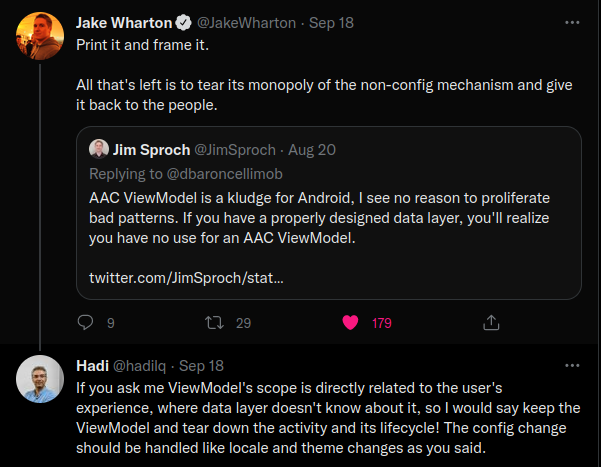 Jake Wharton @JakeWharton · Sep 18
Print it and frame it.
All that's left is to tear its monopoly of the non-config mechanism and give
it back to the people.
Jim Sproch @JimSproch · Aug 20
Replying to @dbaroncellimob
AAC ViewModel is a kludge for Android, I see no reason to proliferate
bad patterns. If you have a properly designed data layer, you'll realize
you have no use for an AAC ViewModel.
twitter.com/JimSproch/stat...
9 29 179
Hadi @hadilq · Sep 18
If you ask me ViewModel's scope is directly related to the user's
experience, where data layer doesn't know about it, so I would say keep the
ViewModel and tear down the activity and its lifecycle! The config change
should be handled like locale and theme changes as you said.